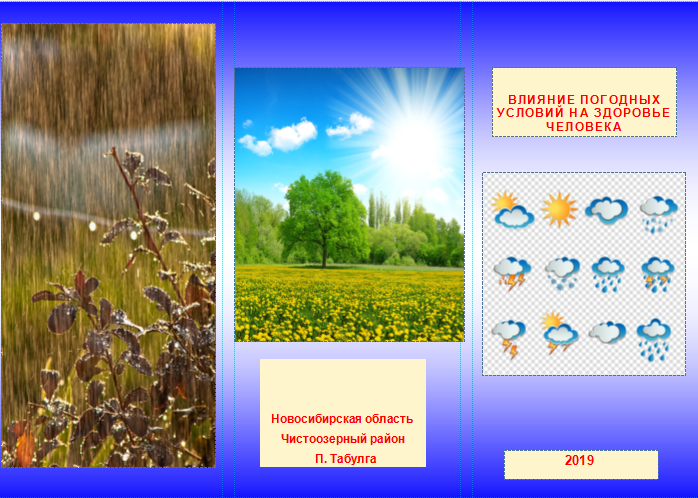 Новосибирская область
Чистоозерный район
П. Табулга
ВЛИЯНИЕ ПОГОДНЫХ
УСЛОВИЙ НА ЗДОРОВЬЕ
ЧЕЛОВЕКА
2019